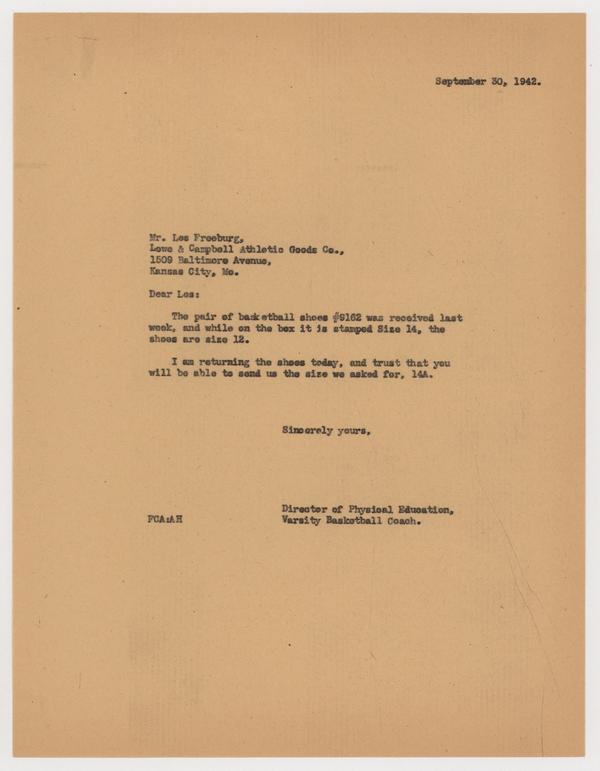 September 30, 1942.
Mr. Les Freeburg,
Lowe & Campbell Athletic Goods Co.,
1509 Baltimore Avenue,
Kansas City, Mo.
Dear Les:
The pair of basketball shoes #9162 was received last
week, and while on the box it is stamped Size 14, the
shoes are size 12.
I am returning the shoes today, and trust that you
will be able to send us the size we asked for, 14A.
Sincerely yours,
Director of Physical Education,
FCA:AH Varsity Basketball Coach.